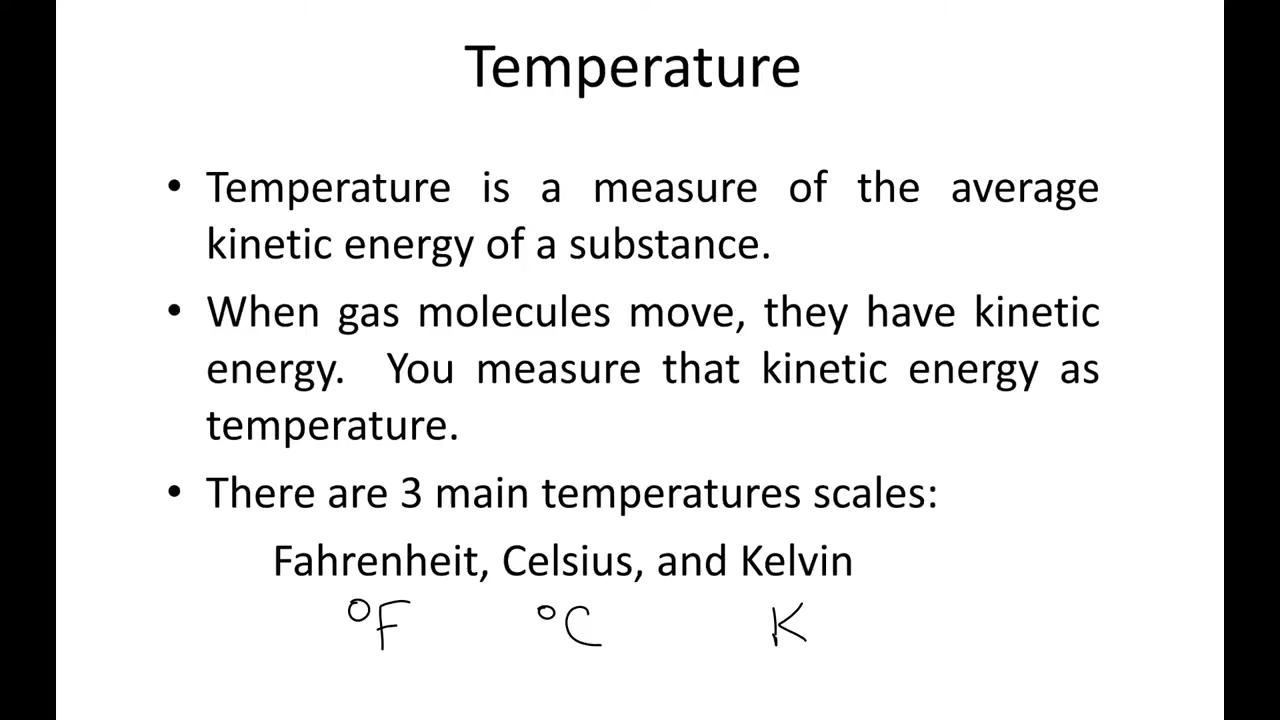 Temperature
• Temperature is a measure of the average
kinetic energy of a substance.
• When gas molecules move, they have kinetic
energy. You measure that kinetic energy as
temperature.
• There are 3 main temperatures scales:
Fahrenheit, Celsius, and Kelvin
°F °C K